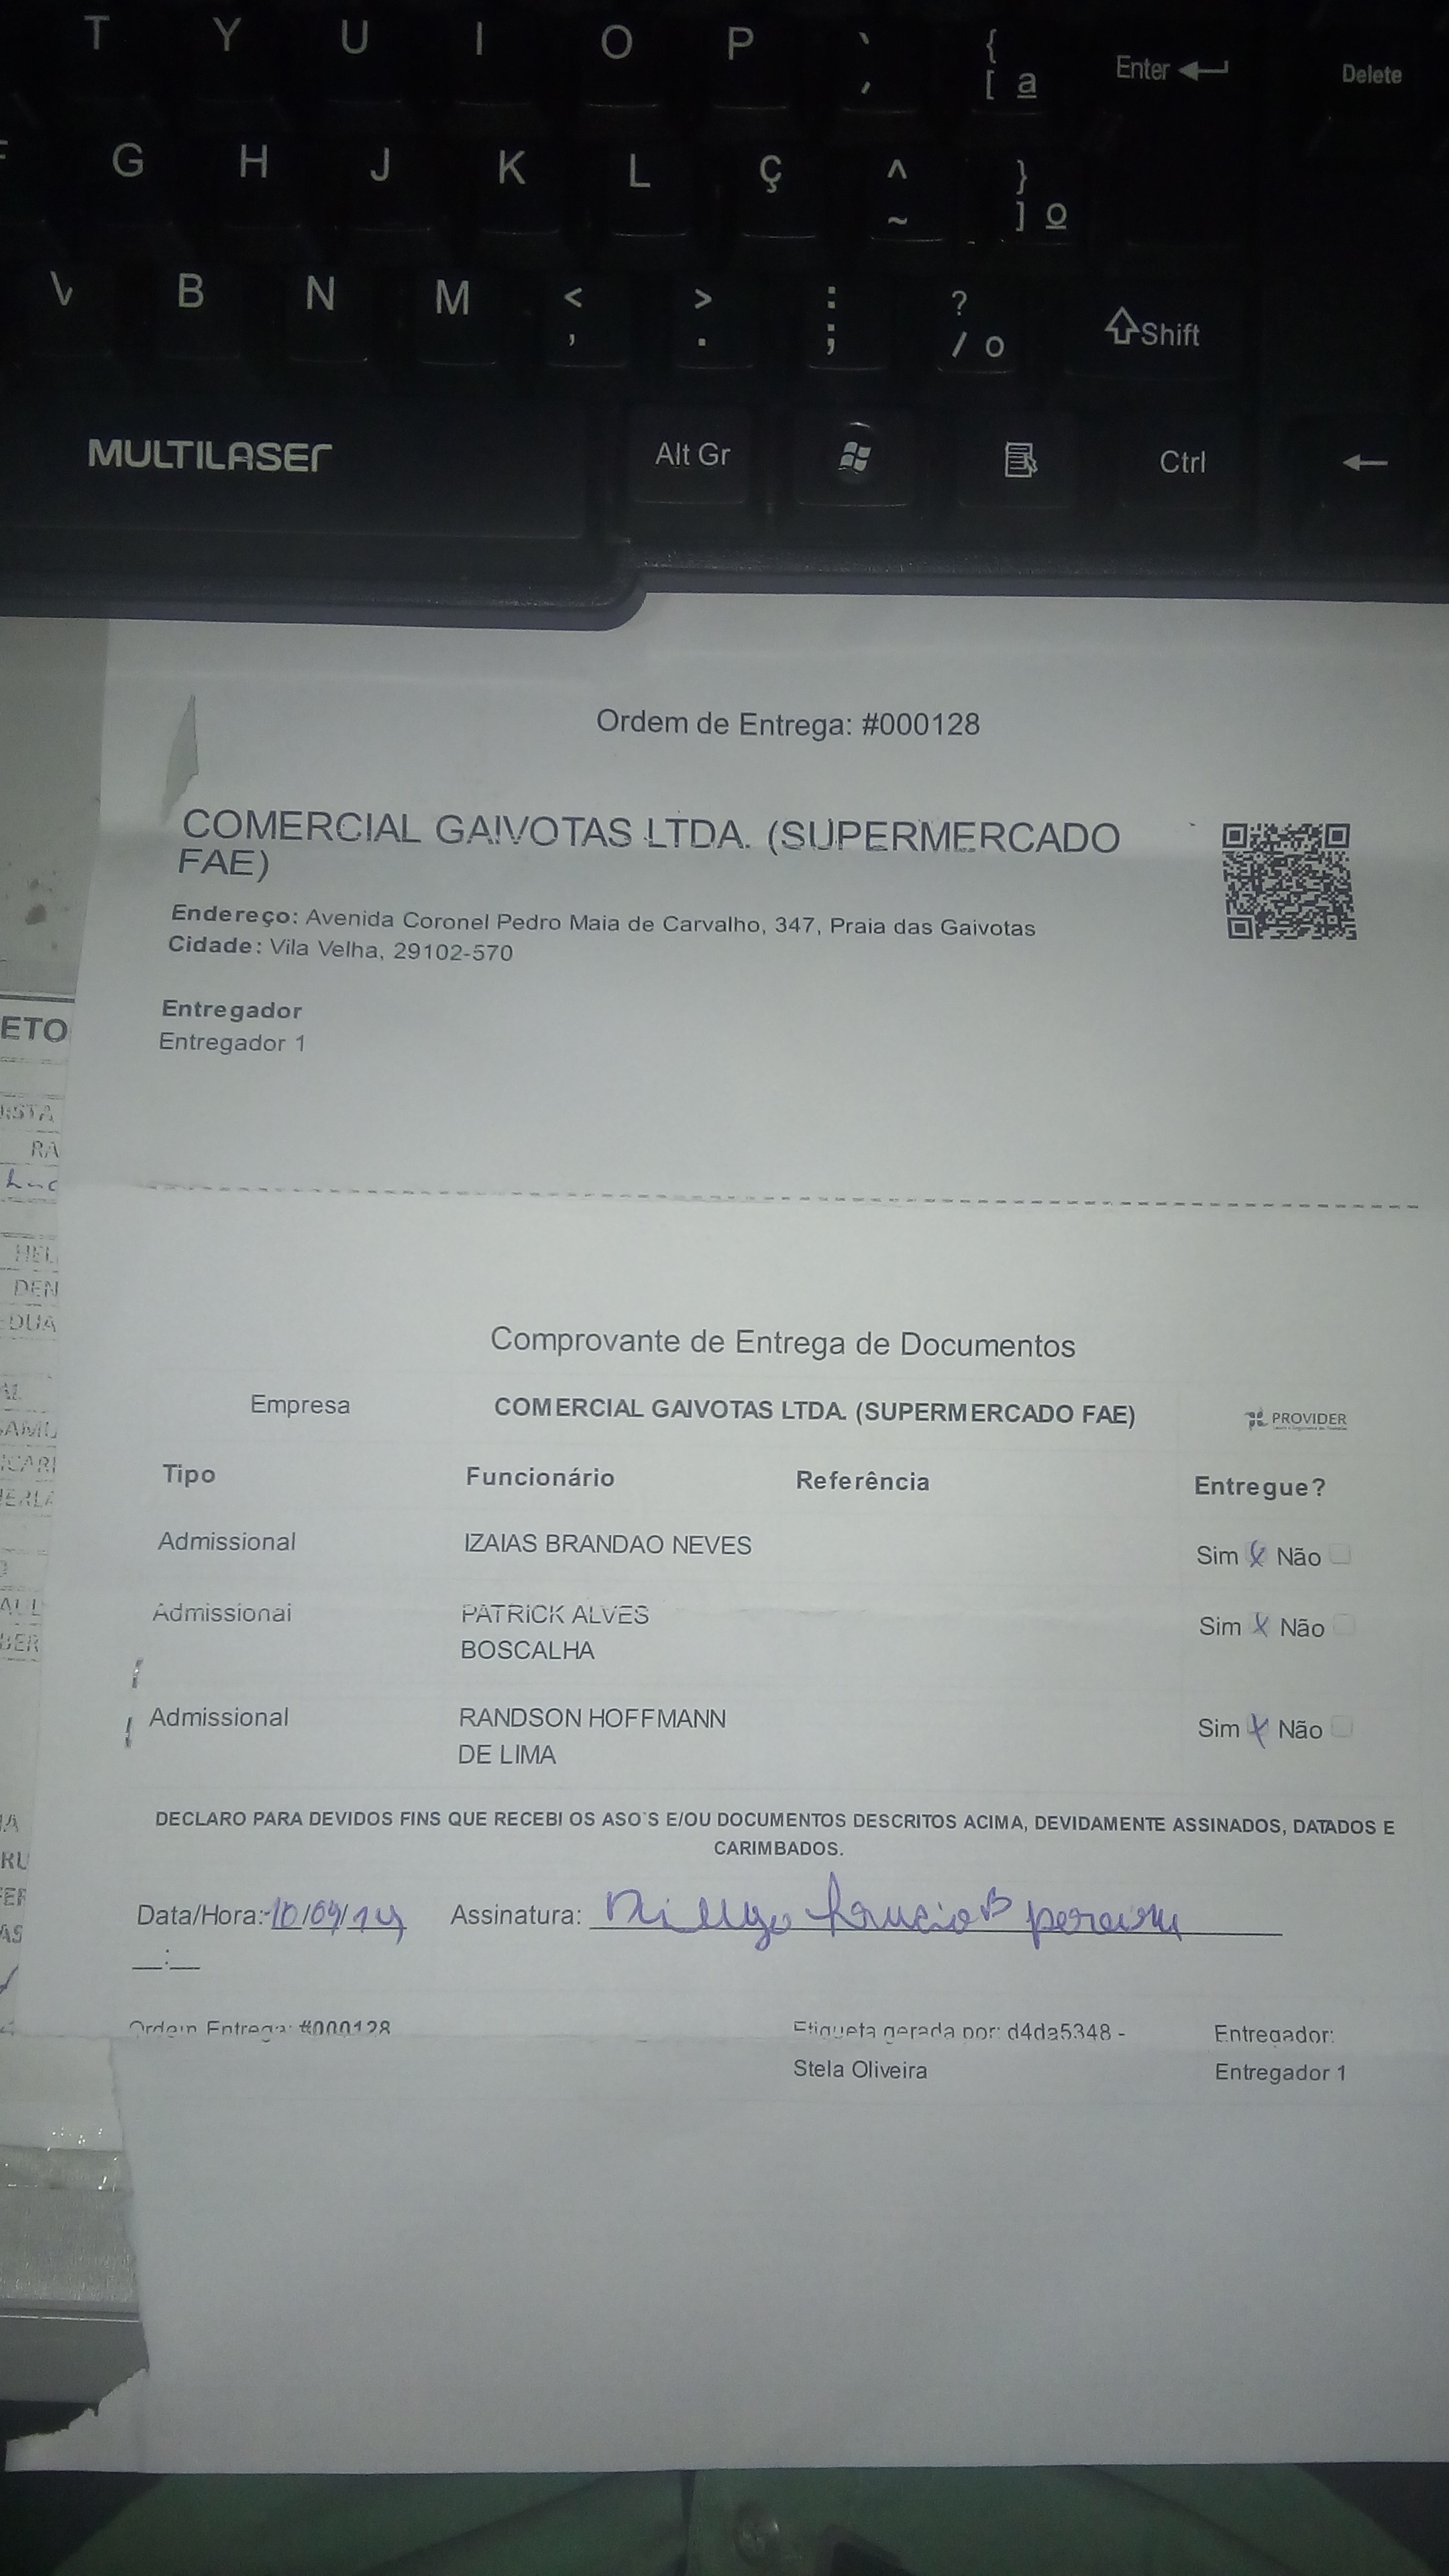 T Y U I O P ` ´ { [ ª Enter Delete
G H J K L Ç ^ ~ } ] º
V B N M < , > . : ; ? / º Shift
MULTILASER Alt Gr Ctrl
Ordem de Entrega: #000128
COMERCIAL GAIVOTAS LTDA. (SUPERMERCADO
FAE)
Endereço: Avenida Coronel Pedro Maia de Carvalho, 347, Praia das Gaivotas
Cidade: Vila Velha, 29102-570
Entregador
Entregador 1
ETO
RA
DEN
DUA
Comprovante de Entrega de Documentos
Empresa COMERCIAL GAIVOTAS LTDA. (SUPERMERCADO FAE) PROVIDER
Tipo Funcionário Referência Entregue?
Admissional IZAIAS BRANDAO NEVES Sim x Não
Admissional PATRICK ALVES Sim x Não
BOSCALHA
Admissional RANDSON HOFFMANN Sim x Não
DE LIMA
DECLARO PARA DEVIDOS FINS QUE RECEBI OS ASO`S E/OU DOCUMENTOS DESCRITOS ACIMA, DEVIDAMENTE ASSINADOS, DATADOS E
CARIMBADOS.
Data/Hora: 10/09/19 Assinatura: pereira
__:__
Ordem Entrega: #000128 Etiqueta gerada por: d4da5348 - Entregador:
Stela Oliveira Entregador 1